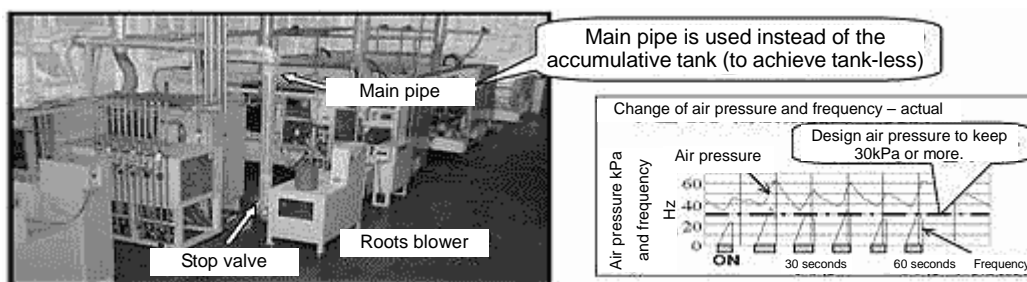 Main pipe is used instead of the
accumulative tank (to achieve tank-less)
Main pipe
Roots blower
Stop valve
Change of air pressure and frequency – actual
Design air pressure to keep
30kPa or more.
Air pressure
Air pressure kPa
and frequency
Hz
60
40
20
0
ON
30 seconds
60 seconds
Frequency